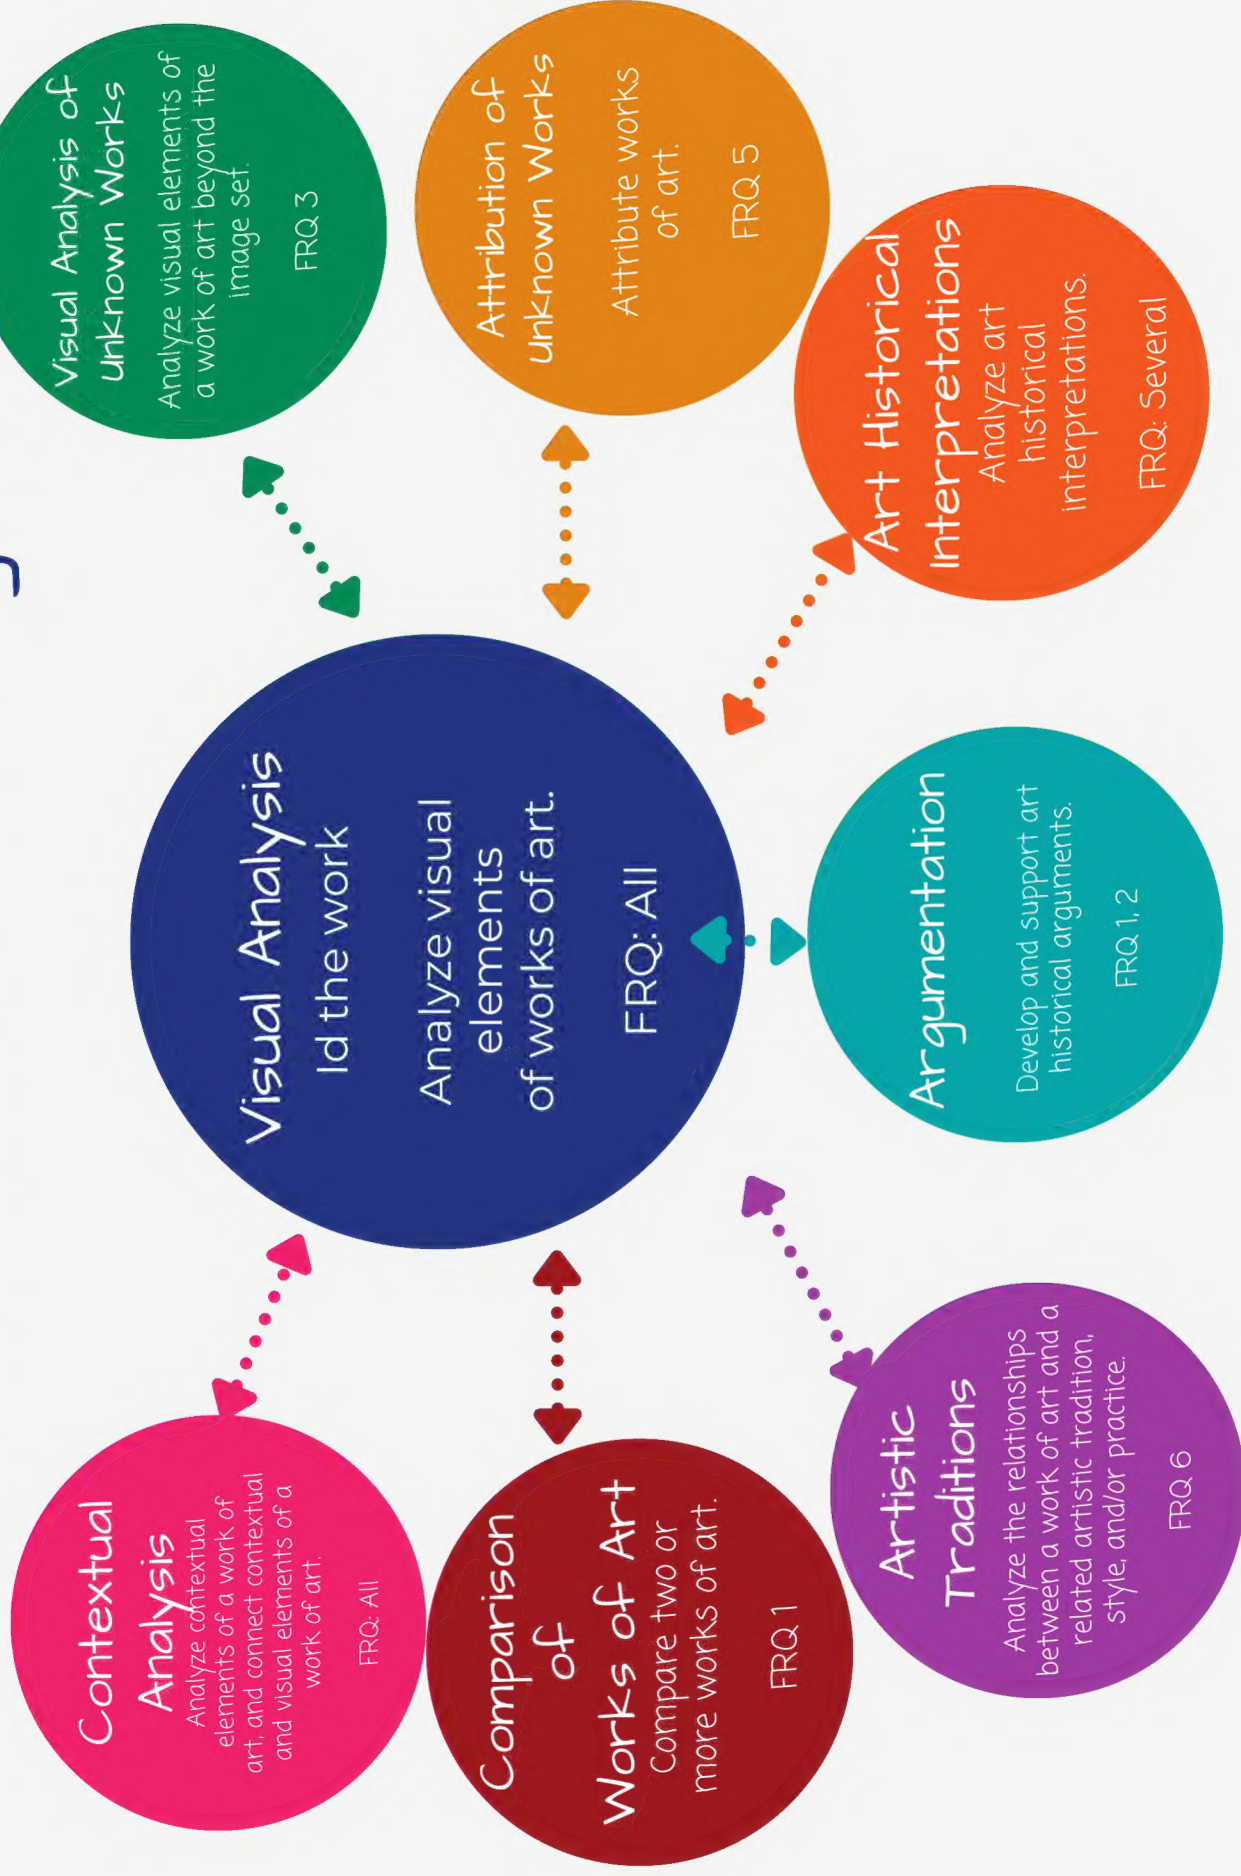 Contextual
Analysis
Analyze contextual
elements of a work of
art, and connect contextual
and visual elements of a
work of art.
FRQ: All
Visual Analysis
Id the work
Analyze visual
elements
of works of art.
FRQ: All
Visual Analysis of
Unknown Works
Analyze visual elements of
a work of art beyond the
image set.
FRQ 3
Comparison
of
Works of Art
Compare two or
more works of art.
FRQ 1
Attribution of
Unknown Works
Attribute works
of art.
FRQ 5
Artistic
Traditions
Analyze the relationships
between a work of art and a
related artistic tradition,
style, and/or practice.
FRQ 6
Argumentation
Develop and support art
historical arguments.
FRQ 1, 2
Art Historical
Interpretations
Analyze art
historical
interpretations.
FRQ: Several